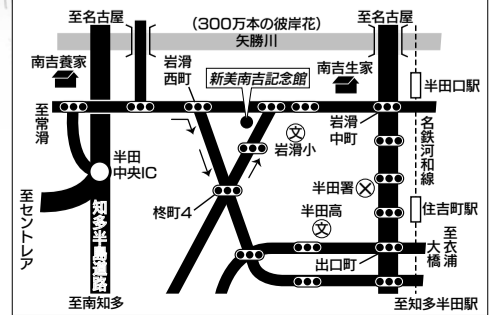 至名古屋
(300万本の彼岸花)
至名古屋
矢勝川
南吉養家
岩滑
西町
新美南吉記念館
南吉生家
半田口駅
至常滑
岩滑小
岩滑
中町
名鉄河和線
半田
中央IC
半田署
柊町4
半田高
住吉町駅
至セントレア
知多半島道路
出口町
至衣浦
大橋
至南知多
至知多半田駅
文
文